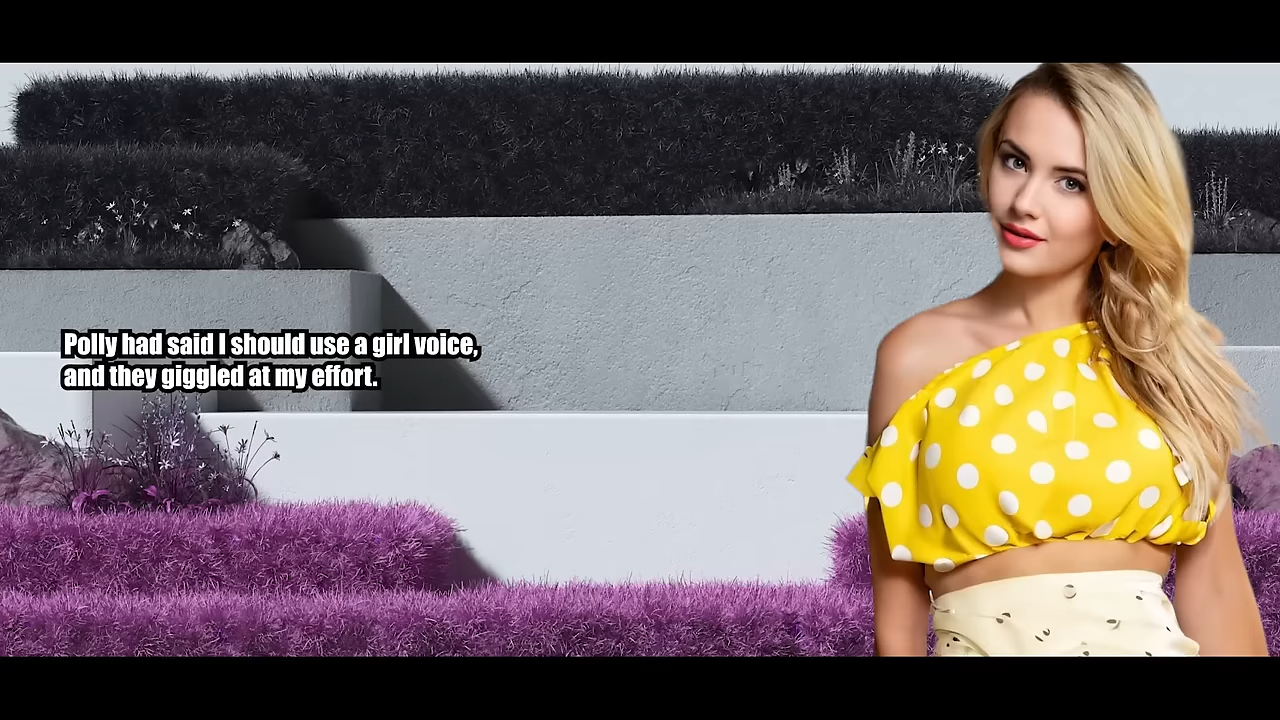 Polly had said I should use a girl voice,
and they giggled at my effort.